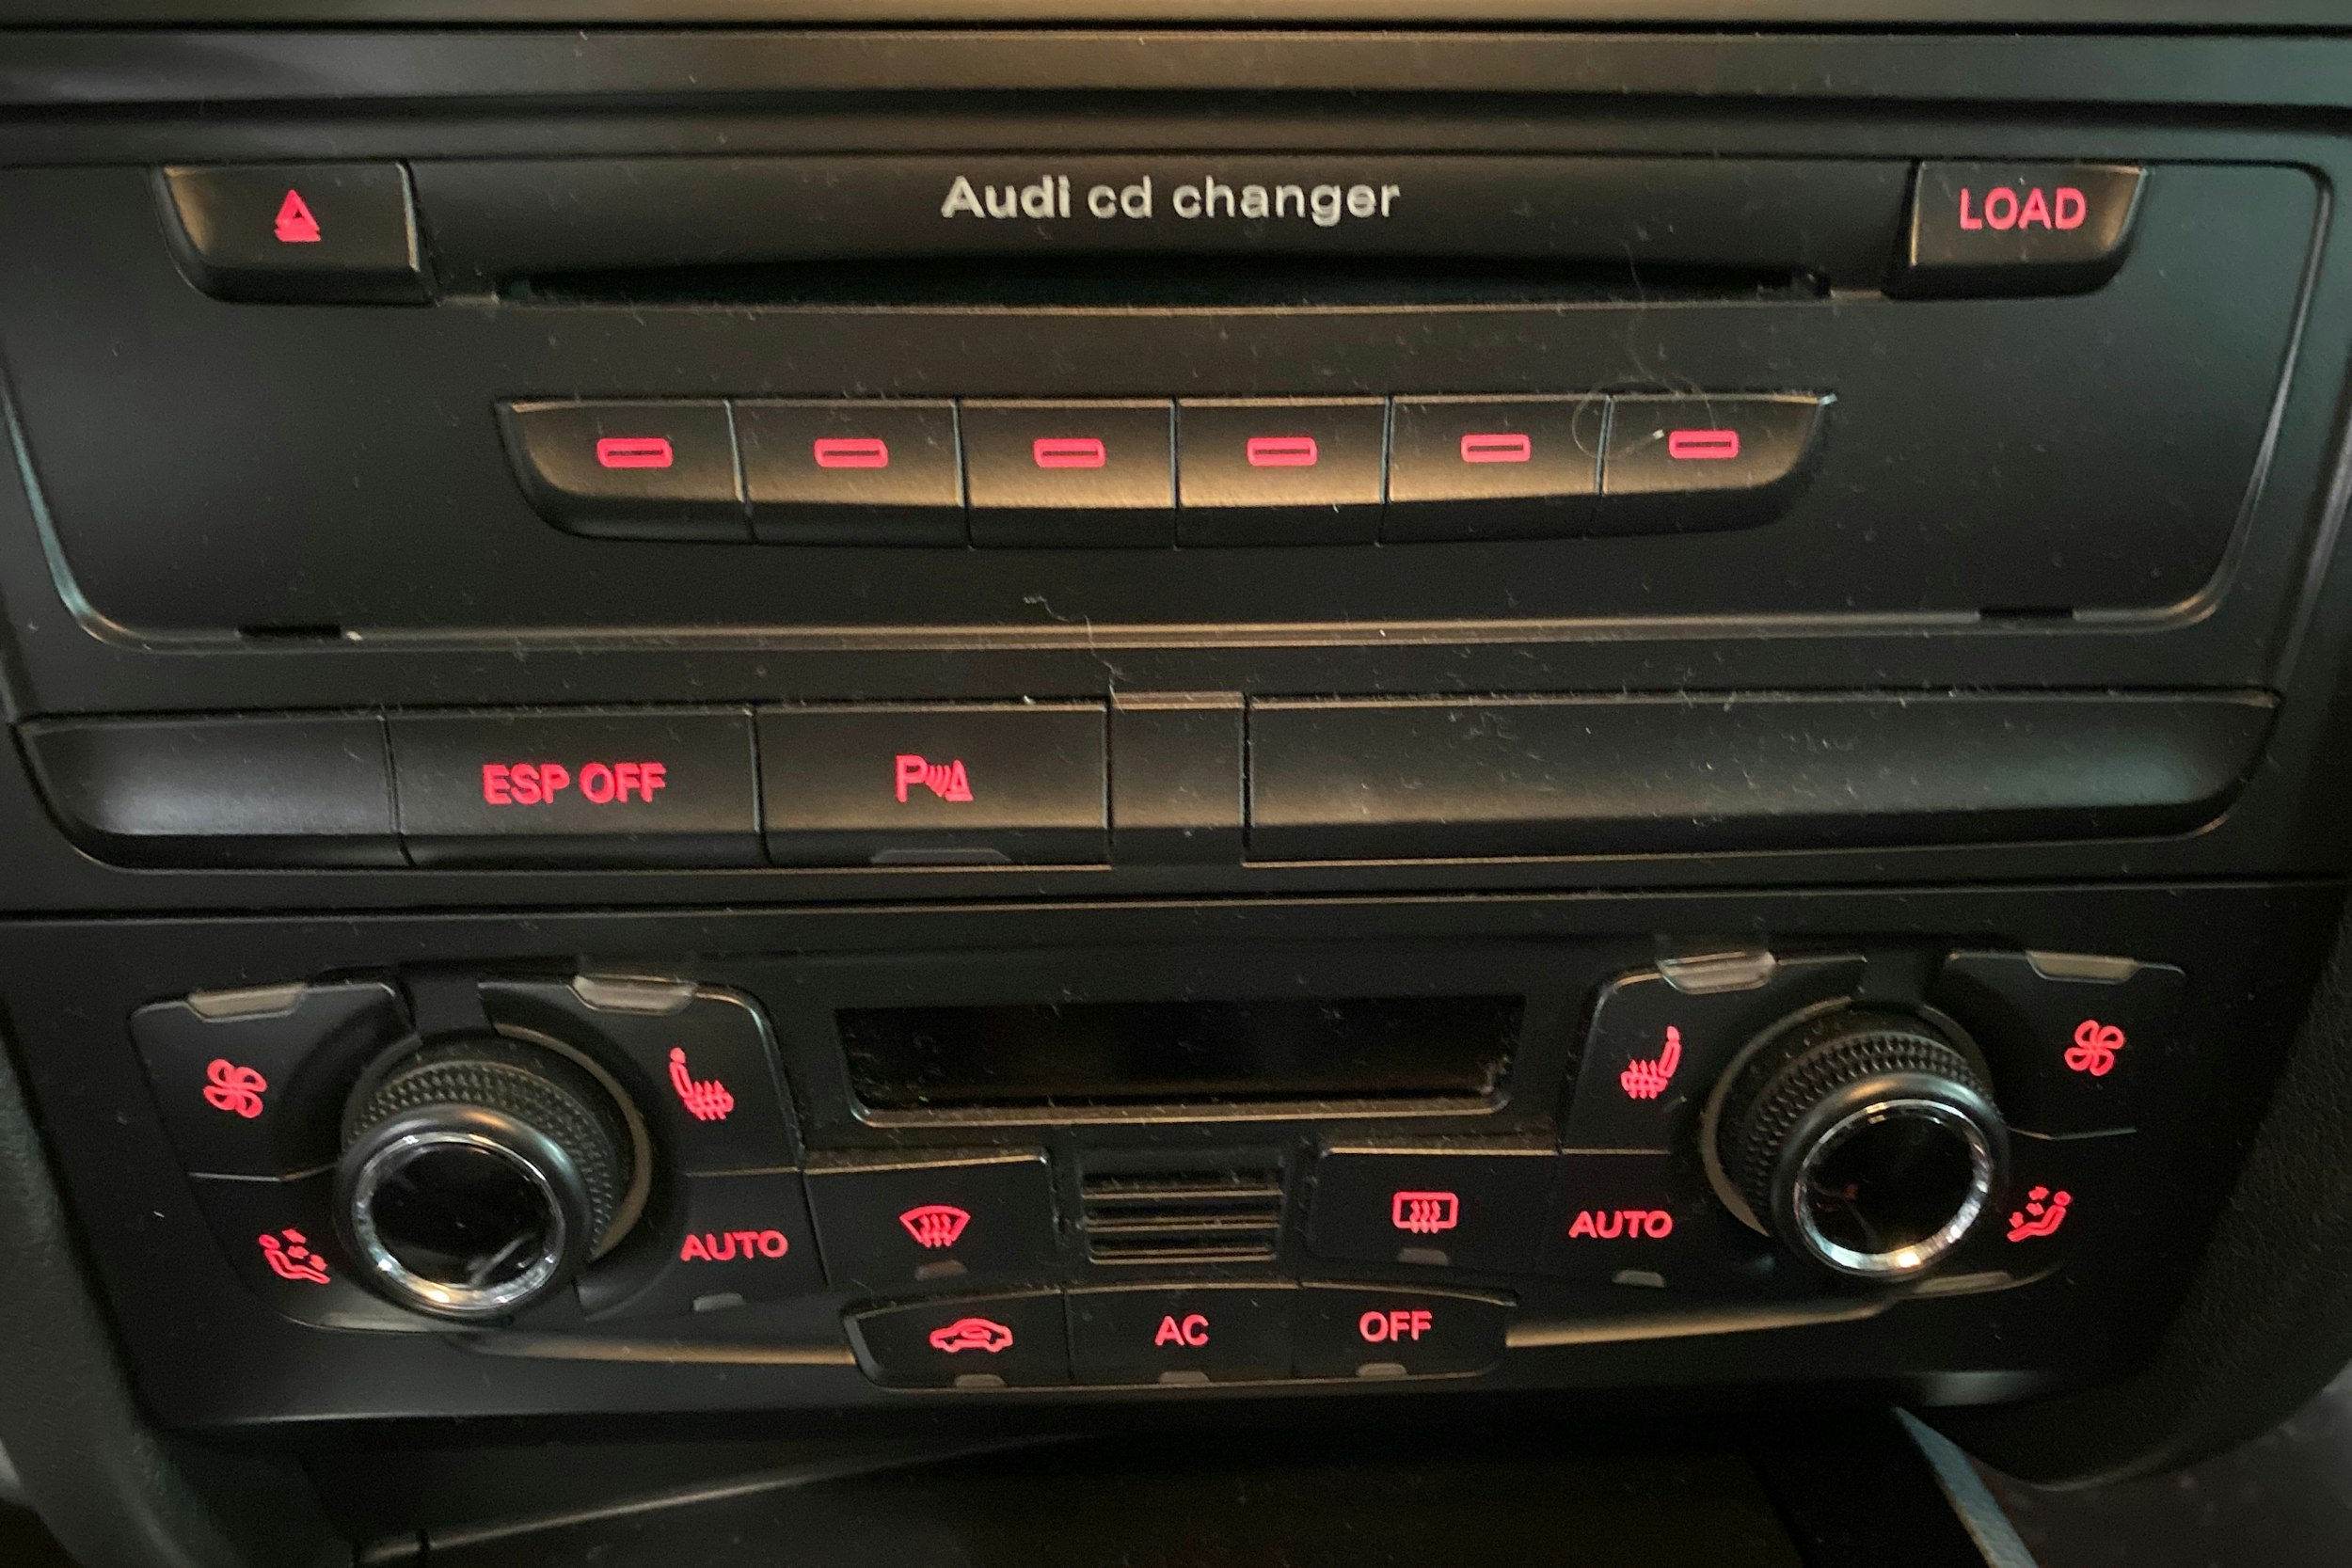 Audi cd changer
LOAD
ESP OFF
P
AUTO
AUTO
AC
OFF